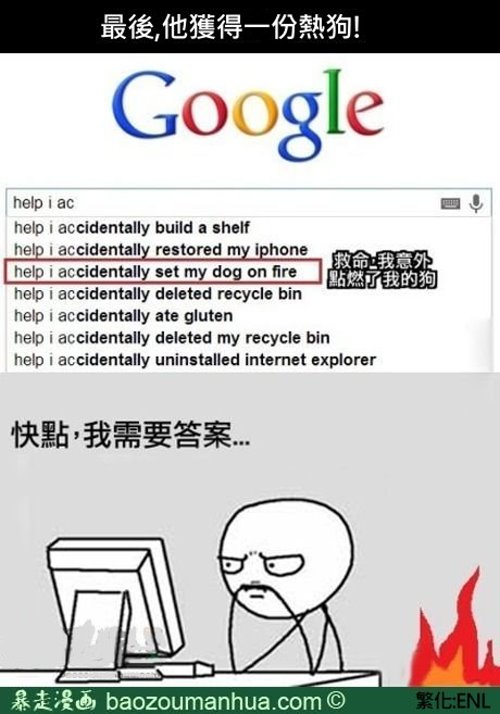 最後,他獲得一份熱狗!
Google
help i ac
help i accidentally build a shelf
help i accidentally restored my iphone
help i accidentally set my dog on fire
救命,我意外
點燃了我的狗
help i accidentally deleted recycle bin
help i accidentally ate gluten
help i accidentally deleted my recycle bin
help i accidentally uninstalled internet explorer
快點，我需要答案...
暴走漫画 baozoumanhua.com ©
繁化:ENL